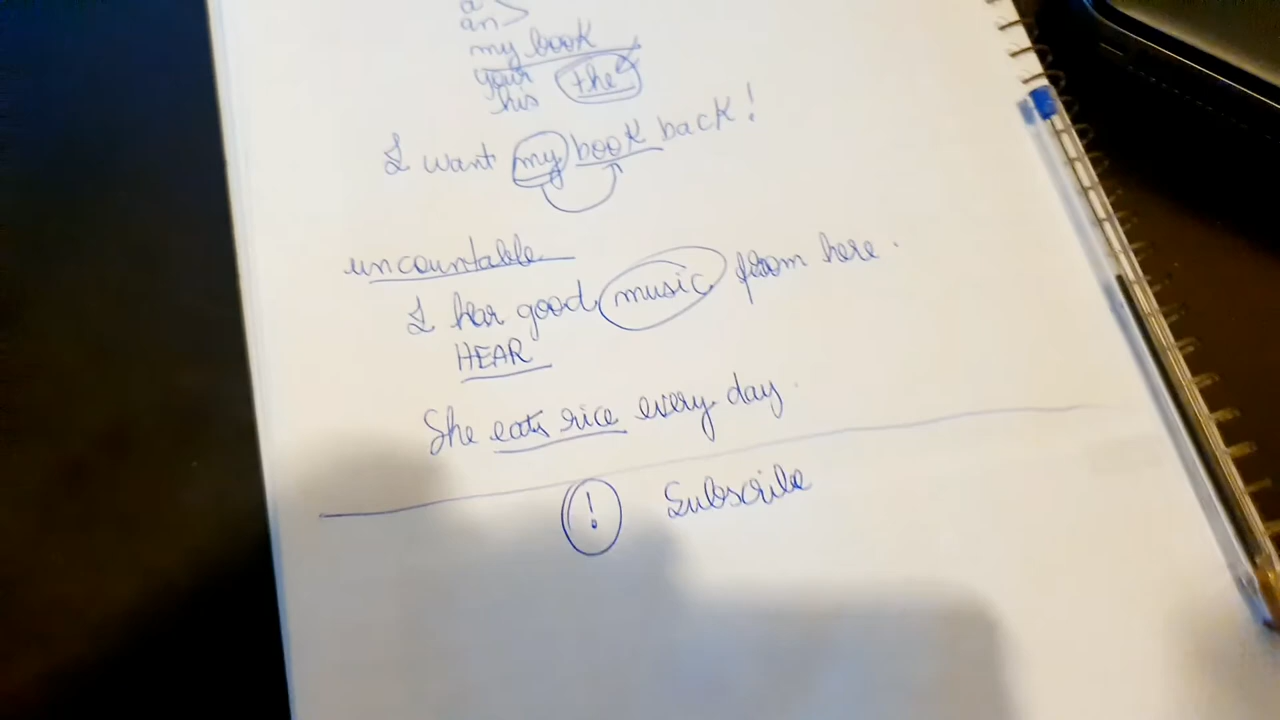 a
an >
my book
your the
his
I want my book back!
uncountable
I hear good music from here.
HEAR
She eats rice every day.
! Subscribe